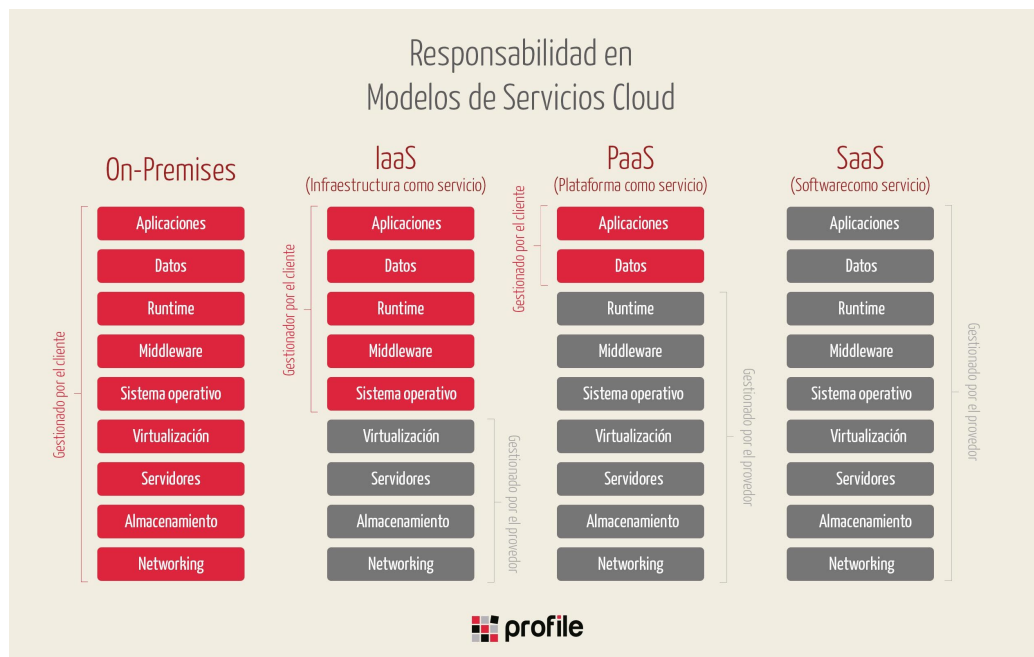 Responsabilidad en
Modelos de Servicios Cloud
On-Premises
Gestionado por el cliente
Aplicaciones
Datos
Runtime
Middleware
Sistema operativo
Virtualización
Servidores
Almacenamiento
Networking
IaaS
(Infraestructura como servicio)
Gestionador por el cliente
Aplicaciones
Datos
Runtime
Middleware
Sistema operativo
Virtualización
Servidores
Almacenamiento
Networking
Gestionado por el provedor
PaaS
(Plataforma como servicio)
Gestionado por el cliente
Aplicaciones
Datos
Runtime
Middleware
Sistema operativo
Virtualización
Servidores
Almacenamiento
Networking
Gestionado por el provedor
SaaS
(Softwarecomo servicio)
Aplicaciones
Datos
Runtime
Middleware
Sistema operativo
Virtualización
Servidores
Almacenamiento
Networking
Gestionado por el provedor
profile